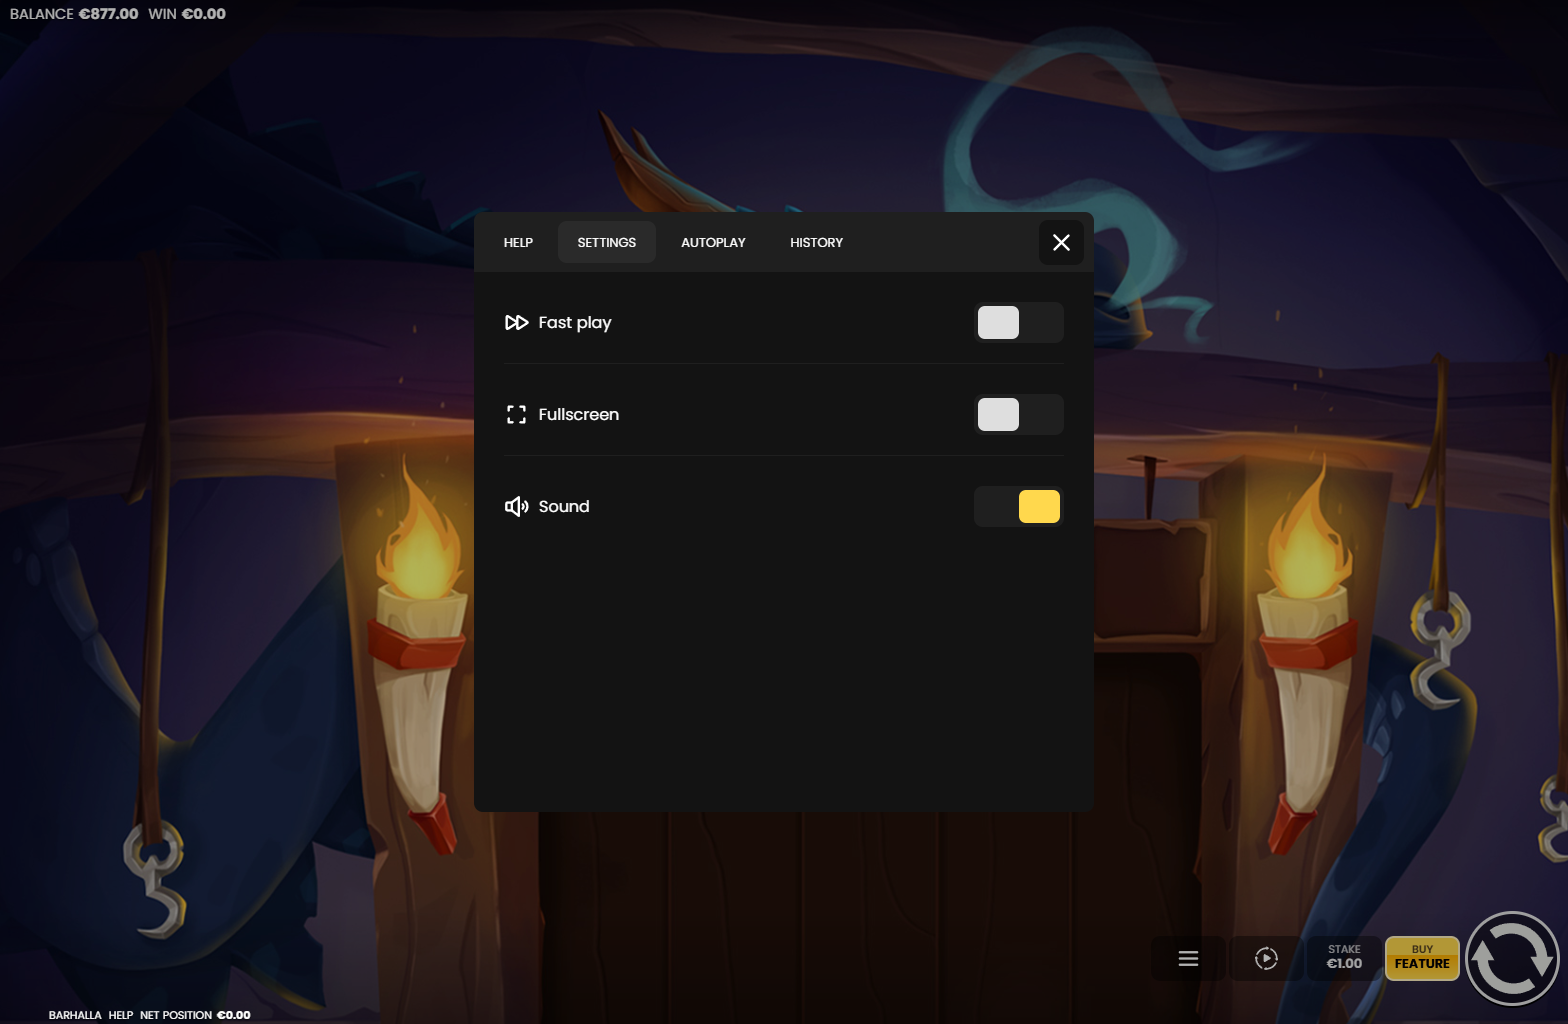 BALANCE €877.00 WIN €0.00
HELP SETTINGS AUTOPLAY HISTORY
Fast play
Fullscreen
Sound
STAKE
€1.00
BUY
FEATURE
BARHALLA HELP NET POSITION €0.00